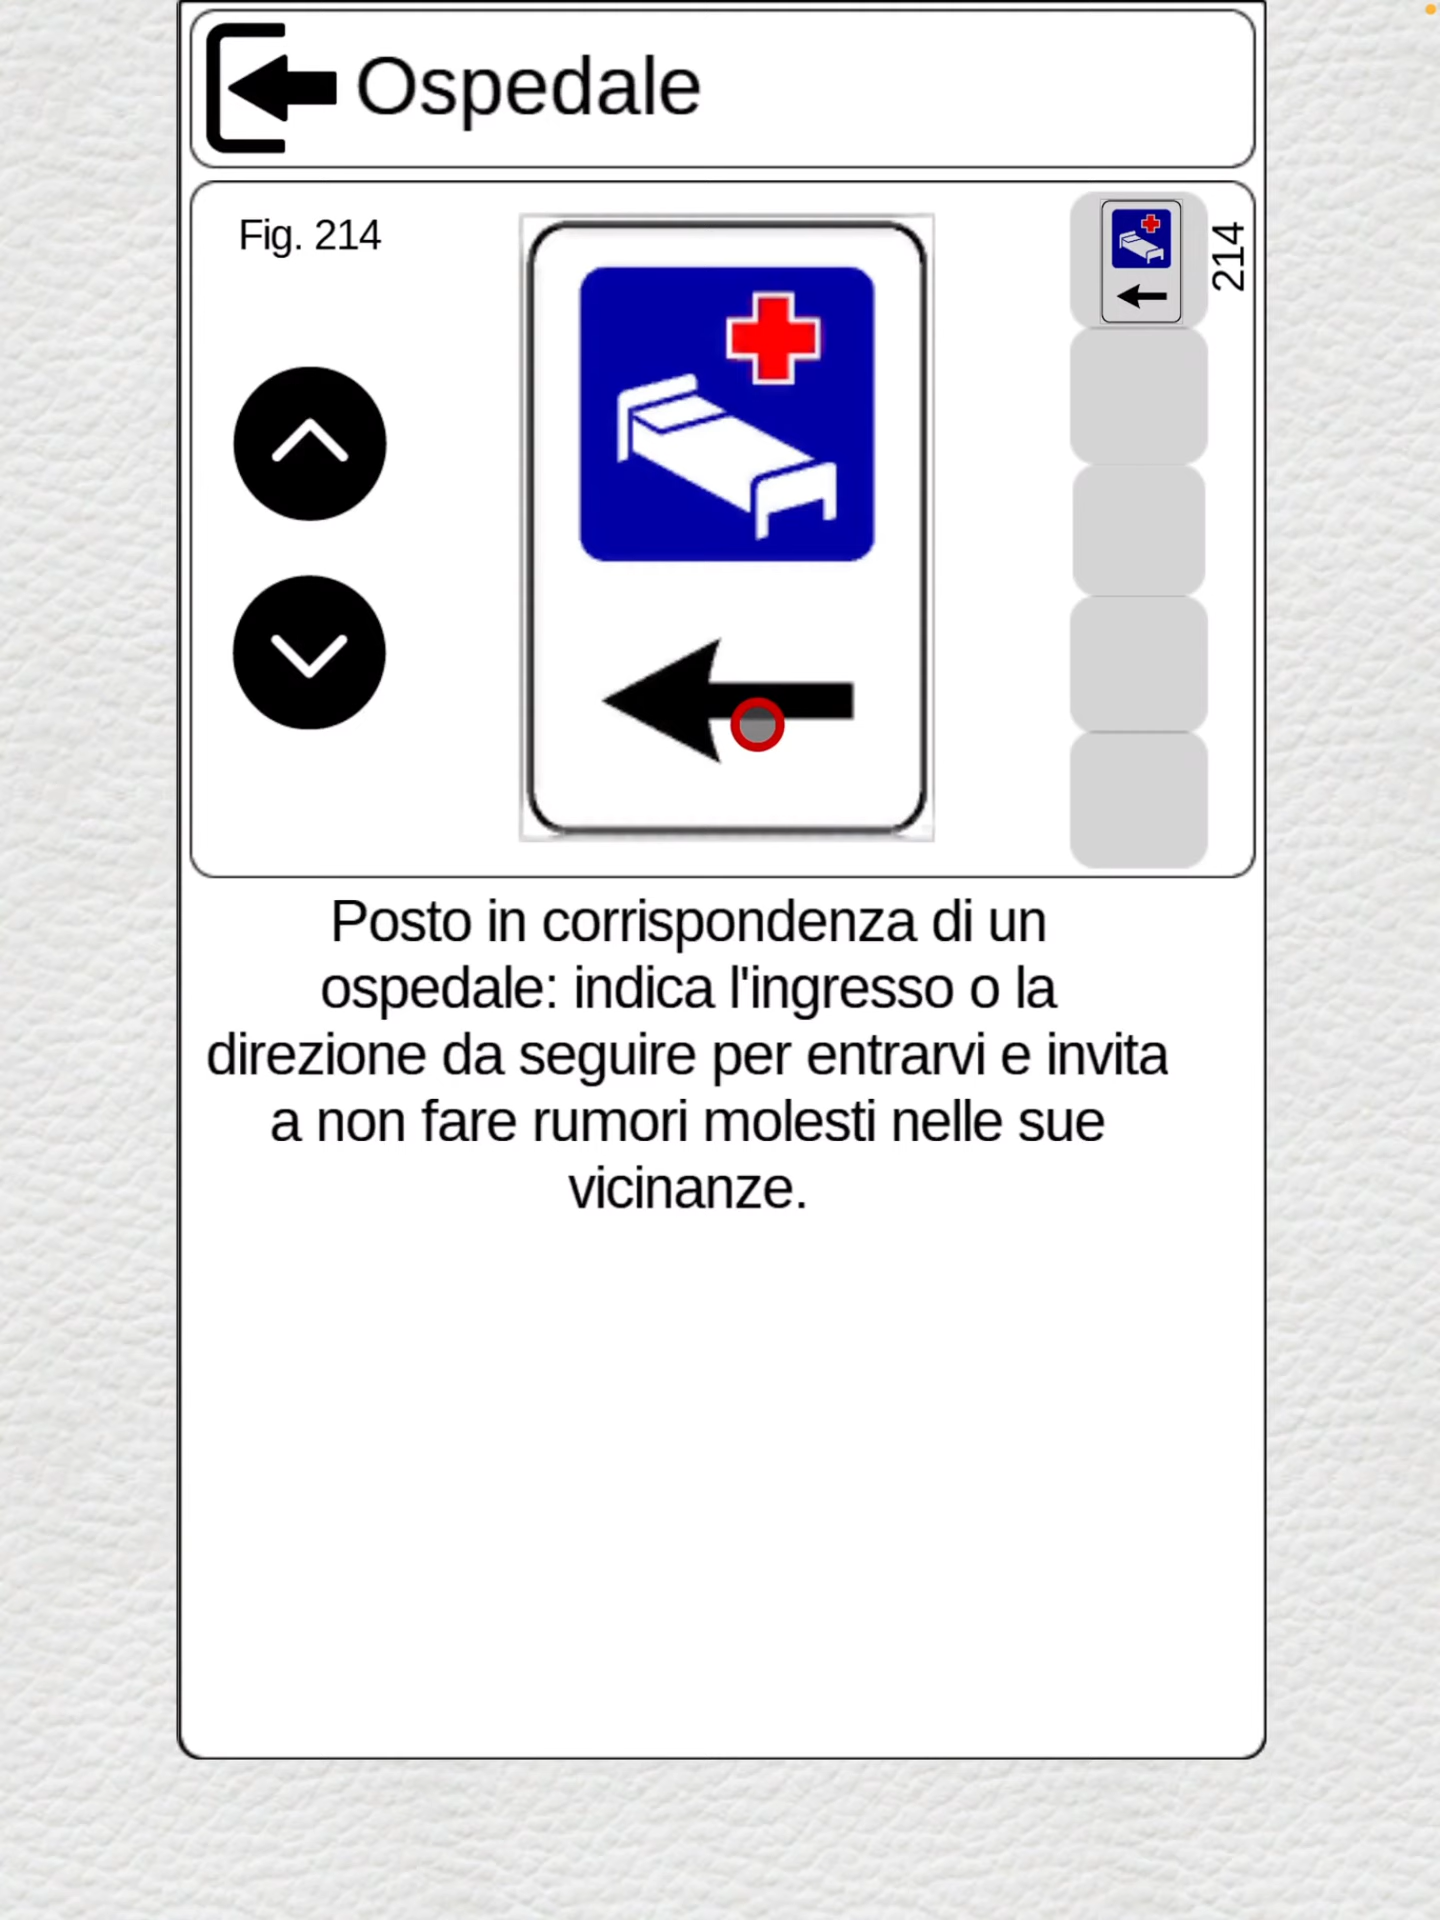 Ospedale
Fig. 214
214
Posto in corrispondenza di un
ospedale: indica l'ingresso o la
direzione da seguire per entrarvi e invita
a non fare rumori molesti nelle sue
vicinanze.